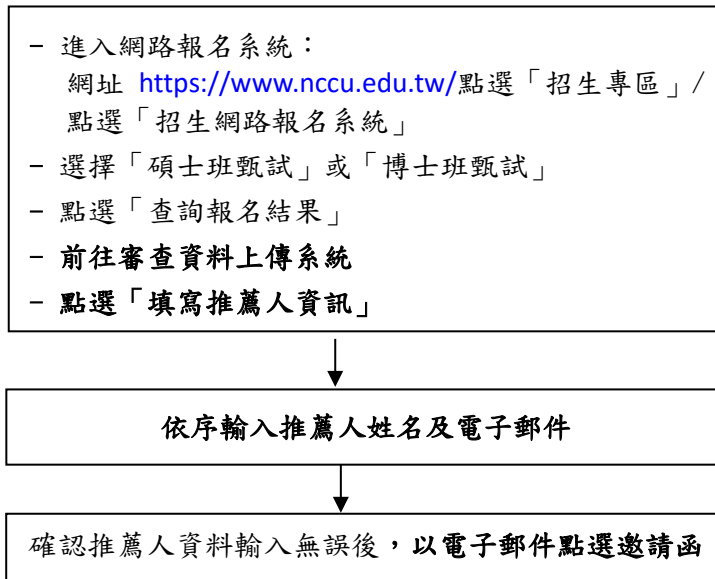 - 進入網路報名系統：
網址 https://www.nccu.edu.tw/點選「招生專區」/
點選「招生網路報名系統」
- 選擇「碩士班甄試」或「博士班甄試」
- 點選「查詢報名結果」
- 前往審查資料上傳系統
- 點選「填寫推薦人資訊」
依序輸入推薦人姓名及電子郵件
確認推薦人資料輸入無誤後，以電子郵件點選邀請函